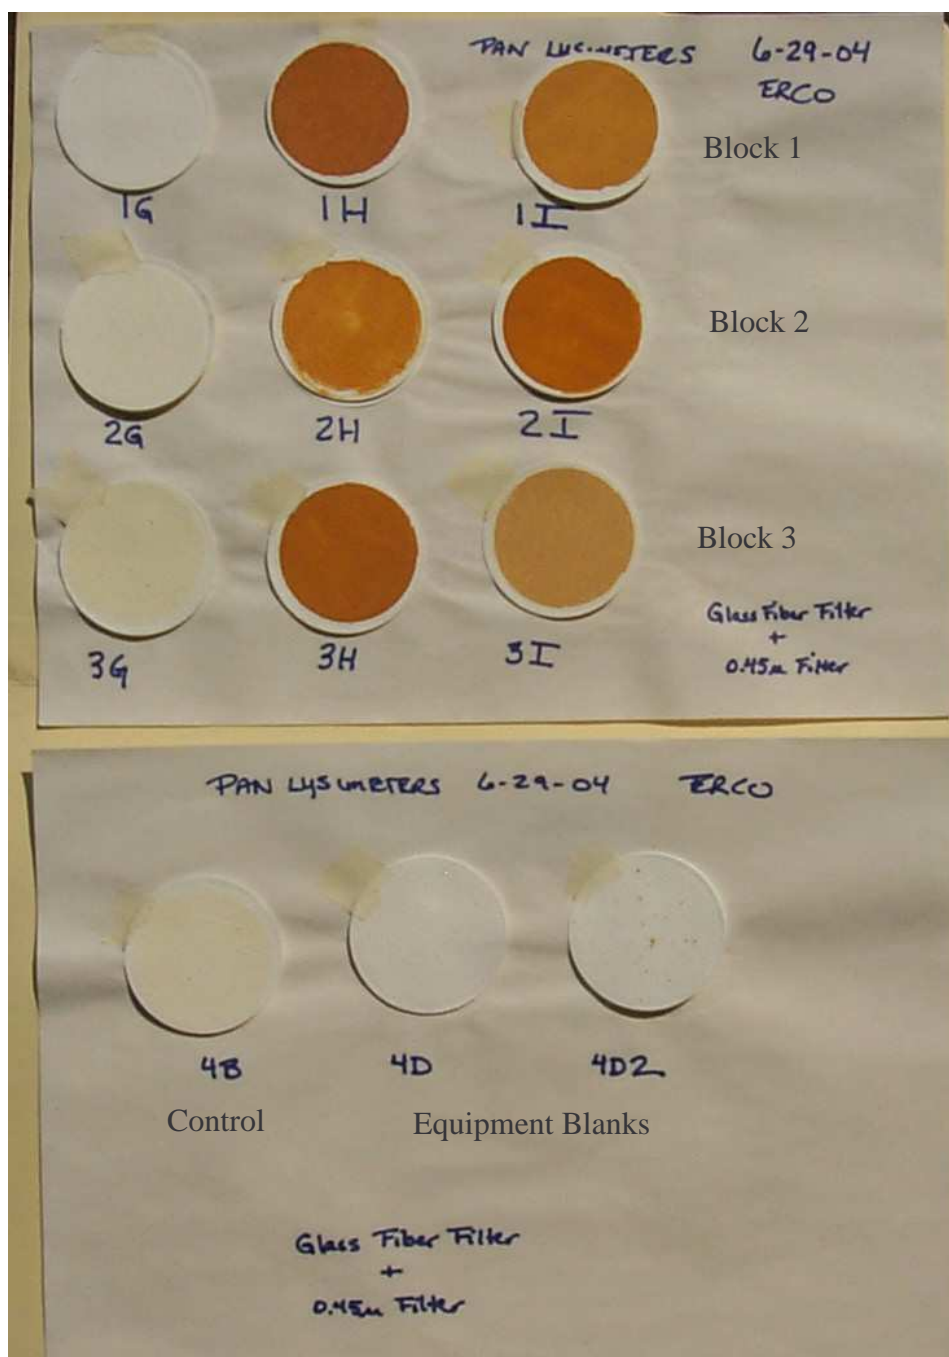 PAN LYSIMETERS 6-29-04
ERCO
Block 1
1G 1H 1I
Block 2
2G 2H 2I
Block 3
Glass Fiber Filter
+
0.45µ Filter
3G 3H 3I
PAN LYSIMETERS 6-29-04 ERCO
4B 4D 4D2
Control Equipment Blanks
Glass Fiber Filter
+
0.45µ Filter